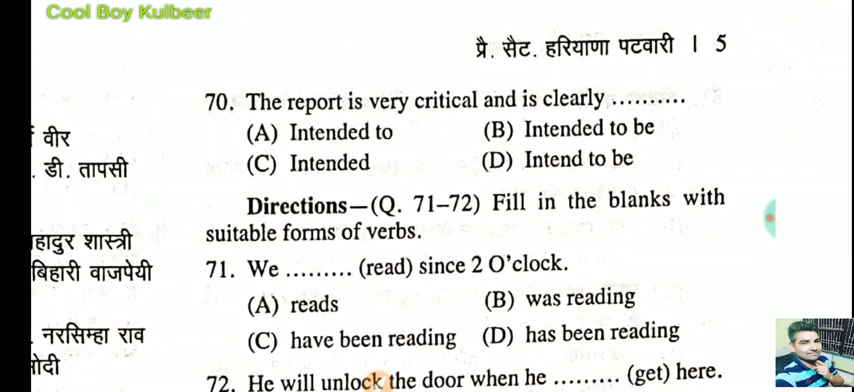 Cool Boy Kulbeer
प्रै. सैट. हरियाणा पटवारी । 5
70. The report is very critical and is clearly ..........
(A) Intended to (B) Intended to be
(C) Intended (D) Intend to be
वीर
. डी. तापसी
Directions—(Q. 71–72) Fill in the blanks with
suitable forms of verbs.
हादुर शास्त्री
बिहारी वाजपेयी
71. We ......... (read) since 2 O'clock.
(A) reads (B) was reading
(C) have been reading (D) has been reading
. नरसिम्हा रांव
मोदी
72. He will unlock the door when he ......... (get) here.